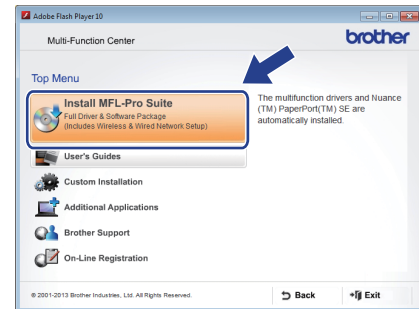 Adobe Flash Player 10
Multi-Function Center
brother
Top Menu
Install MFL-Pro Suite
Full Driver & Software Package
(Includes Wireless & Wired Network Setup)
The multifunction drivers and Nuance
(TM) PaperPort(TM) SE are
automatically installed.
User's Guides
Custom Installation
Additional Applications
Brother Support
On-Line Registration
© 2001-2013 Brother Industries, Ltd. All Rights Reserved.
Back
Exit